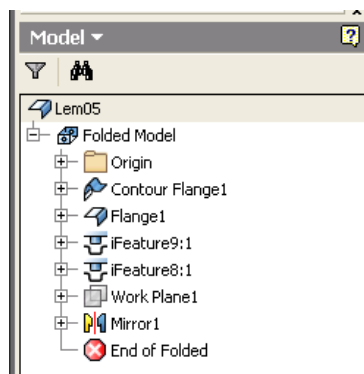 Model
Lem05
Folded Model
Origin
Contour Flange1
Flange1
iFeature9:1
iFeature8:1
Work Plane1
Mirror1
End of Folded